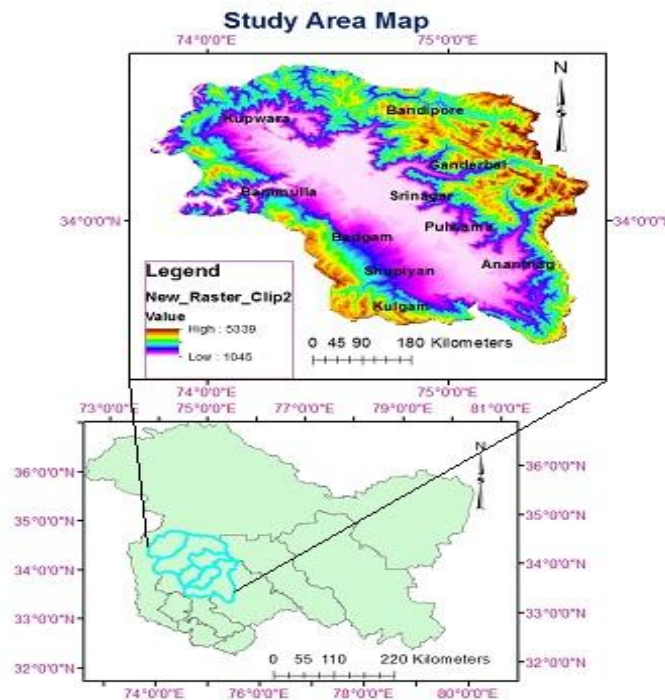 Study Area Map
74°0'0"E 75°0'0"E
N
S
Kupwara
Bandipore
Ganderbal
Baramulla
Srinagar
34°0'0"N 34°0'0"N
Pulwama
Badgam
Anantnag
Shupiyan
Kulgam
Legend
New_Raster_Clip2
Value
High : 5339
Low : 1045
0 45 90 180 Kilometers
74°0'0"E 75°0'0"E
73°0'0"E 75°0'0"E 77°0'0"E 79°0'0"E 81°0'0"E
N
S
36°0'0"N 36°0'0"N
35°0'0"N 35°0'0"N
34°0'0"N 34°0'0"N
33°0'0"N 33°0'0"N
32°0'0"N 32°0'0"N
0 55 110 220 Kilometers
74°0'0"E 76°0'0"E 78°0'0"E 80°0'0"E